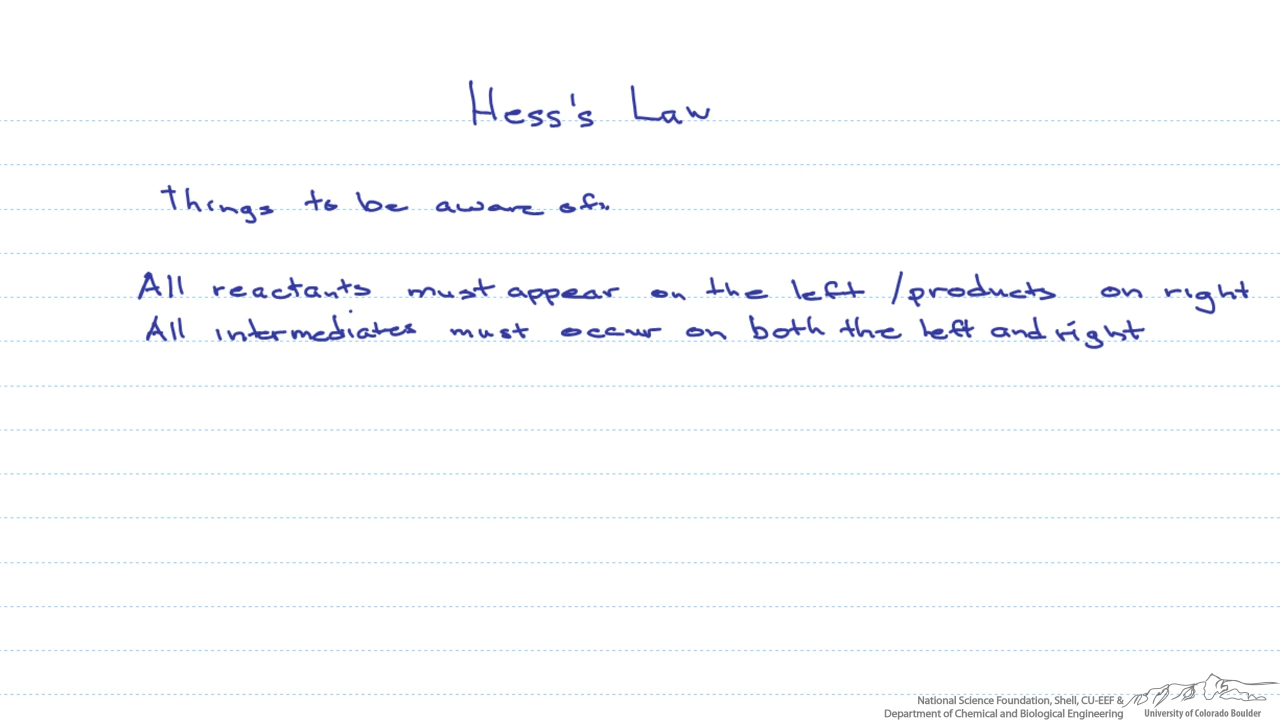 Hess's Law
Things to be aware of:
All reactants must appear on the left / products on right
All intermediates must occur on both the left and right
National Science Foundation, Shell, CU-EEF &
Department of Chemical and Biological Engineering
University of Colorado Boulder